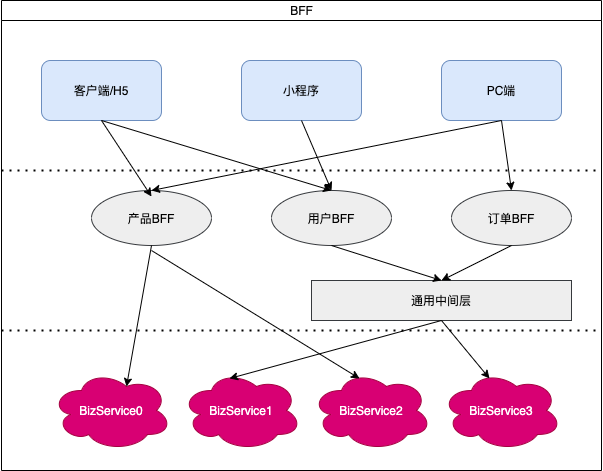 BFF
客户端/H5
小程序
PC端
产品BFF
用户BFF
订单BFF
通用中间层
BizService0
BizService1
BizService2
BizService3